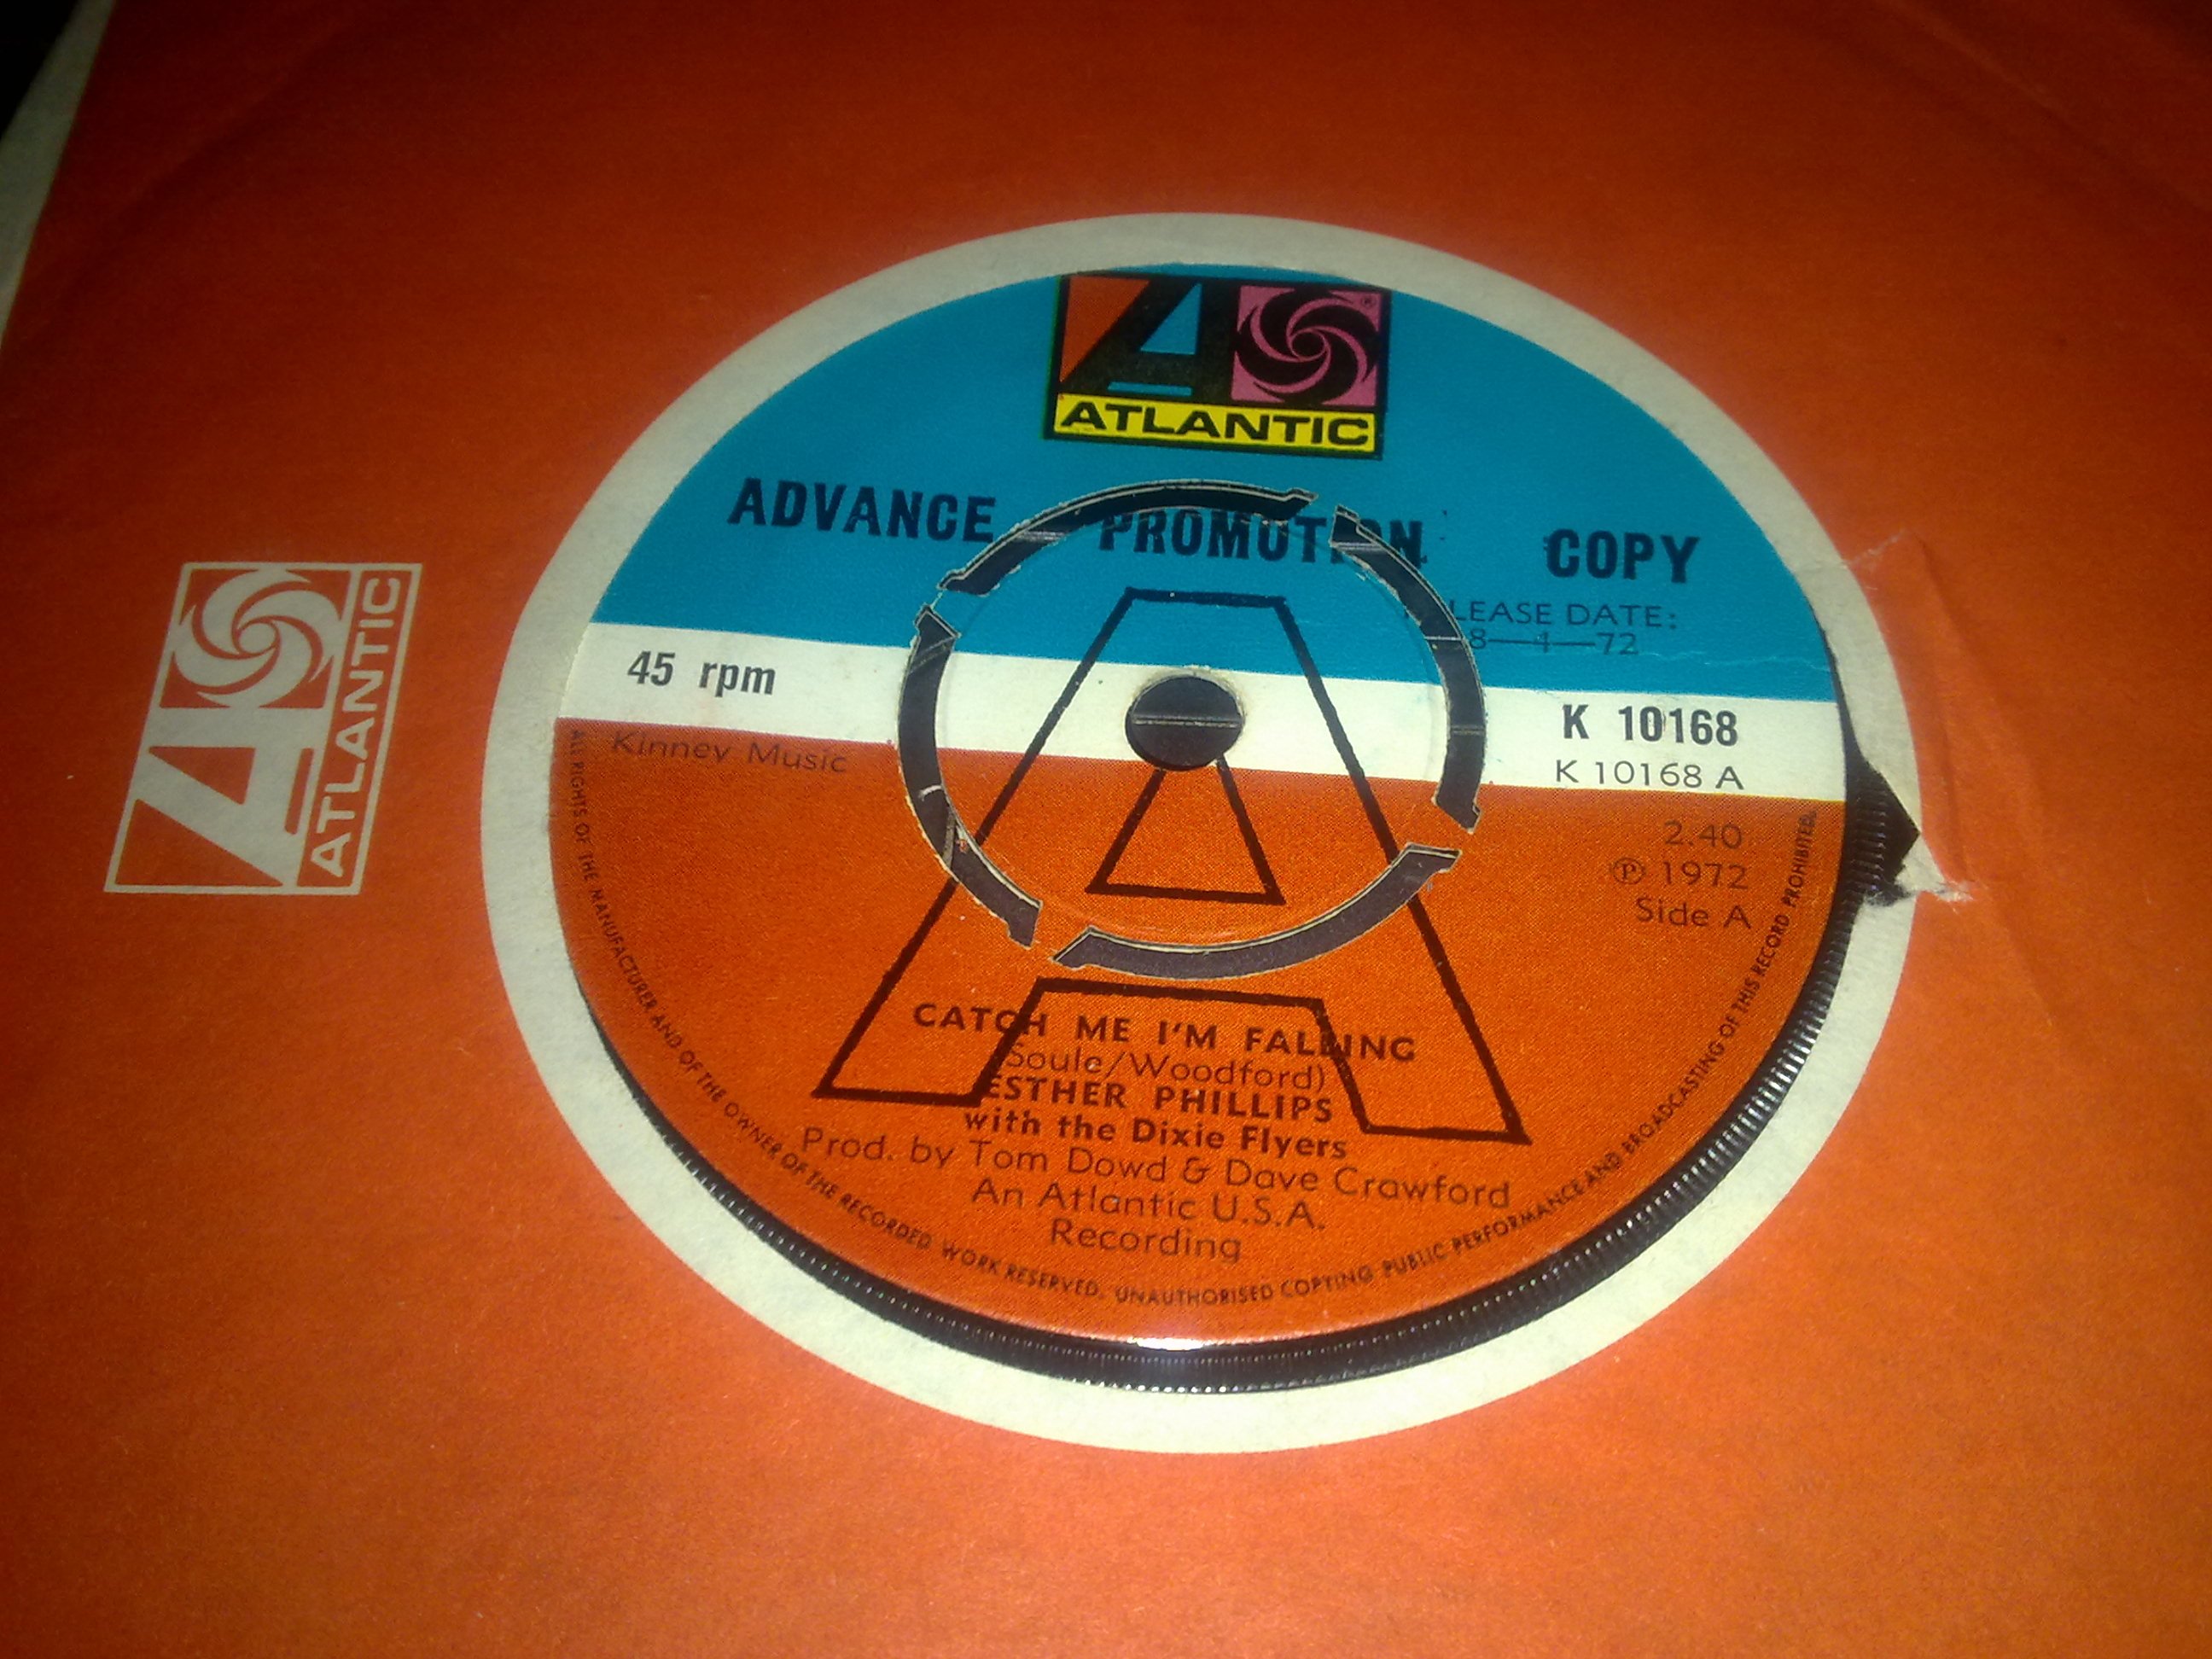 ATLANTIC
ATLANTIC
ADVANCE PROMOTION COPY
LEASE DATE:
8—4—72
45 rpm
K 10168
K 10168 A
Kinney Music
2.40
℗ 1972
Side A
CATCH ME I'M FALLING
(Soule/Woodford)
ESTHER PHILLIPS
with the Dixie Flyers
Prod. by Tom Dowd & Dave Crawford
An Atlantic U.S.A.
Recording
ALL RIGHTS OF THE MANUFACTURER AND OF THE OWNER OF THE RECORDED WORK RESERVED. UNAUTHORISED COPYING PUBLIC PERFORMANCE AND BROADCASTING OF THIS RECORD PROHIBITED.
A